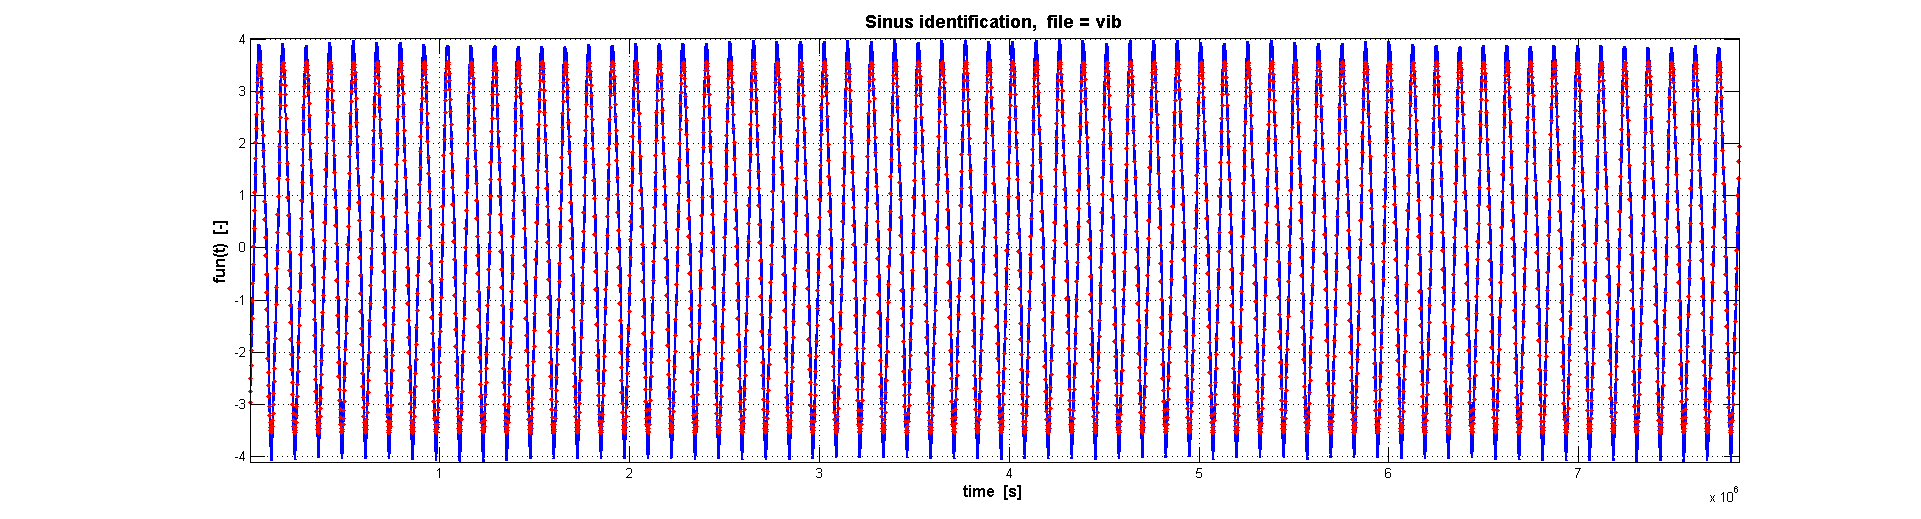 Sinus identification, file = vib
4
3
2
1
0
-1
-2
-3
-4
fun(t) [-]
1 2 3 4 5 6 7
time [s]
x 10^6